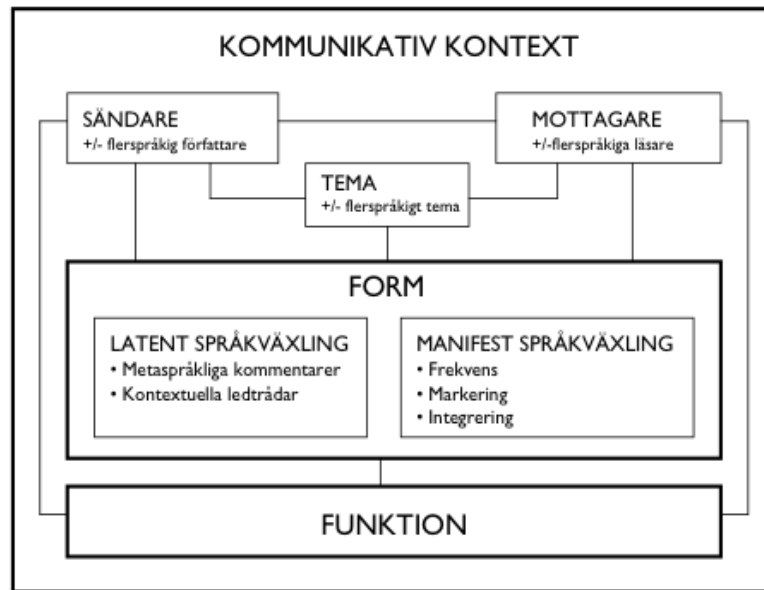 KOMMUNIKATIV KONTEXT
SÄNDARE
+/- flerspråkig författare
MOTTAGARE
+/-flerspråkiga läsare
TEMA
+/- flerspråkigt tema
FORM
LATENT SPRÅKVÄXLING
• Metaspråkliga kommentarer
• Kontextuella ledtrådar
MANIFEST SPRÅKVÄXLING
• Frekvens
• Markering
• Integrering
FUNKTION